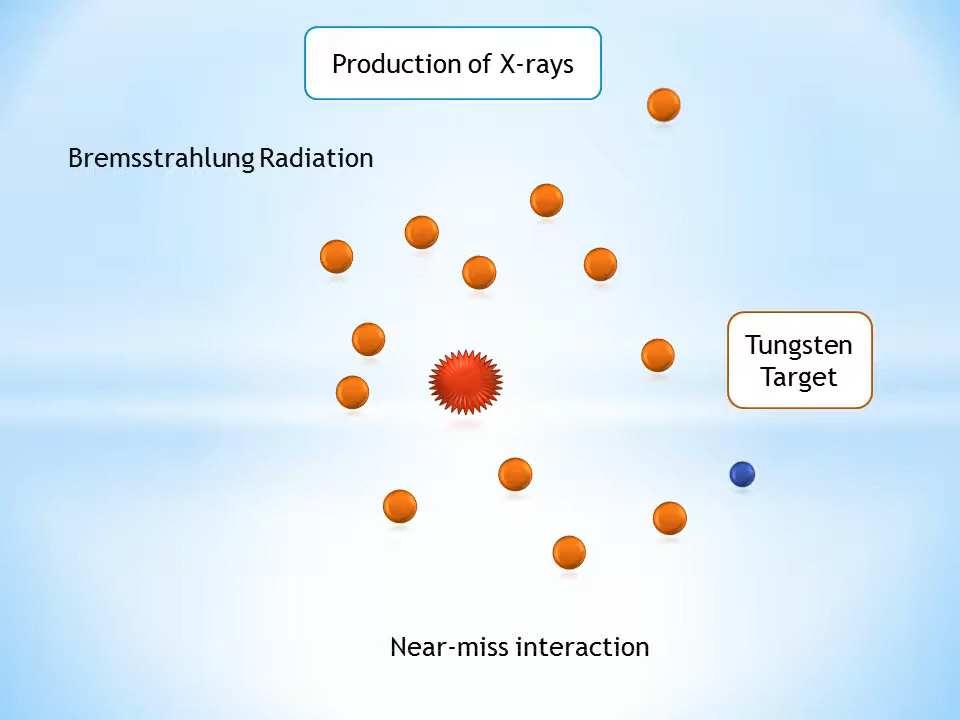 Production of X-rays
Bremsstrahlung Radiation
Tungsten
Target
Near-miss interaction